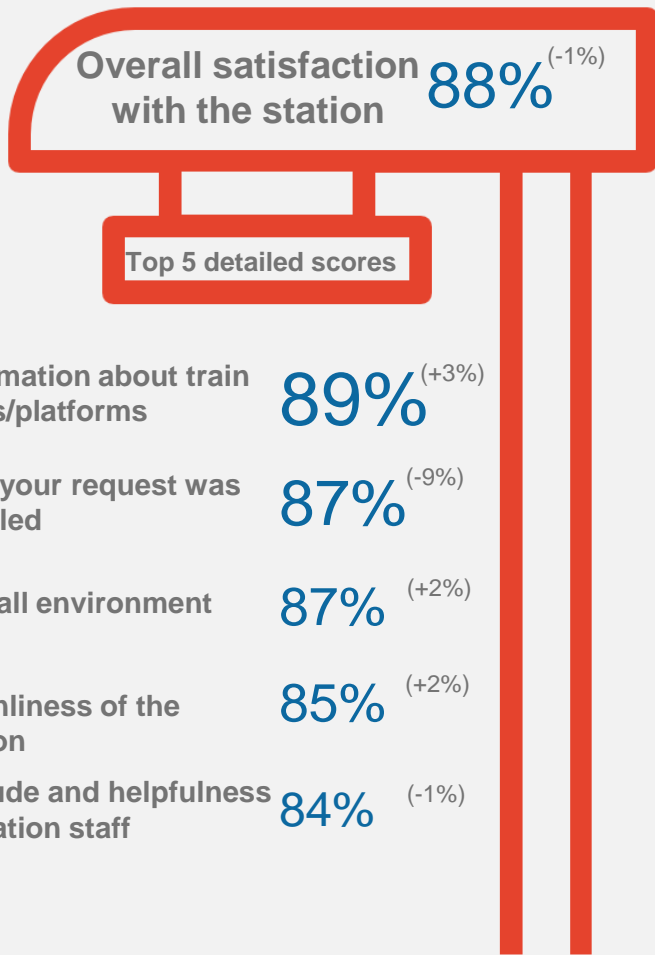 Overall satisfaction 88% (-1%)
with the station
Top 5 detailed scores
mation about train 89% (+3%)
s/platforms
your request was 87% (-9%)
led
all environment 87% (+2%)
85% (+2%)
nliness of the
on
ude and helpfulness 84% (-1%)
ation staff